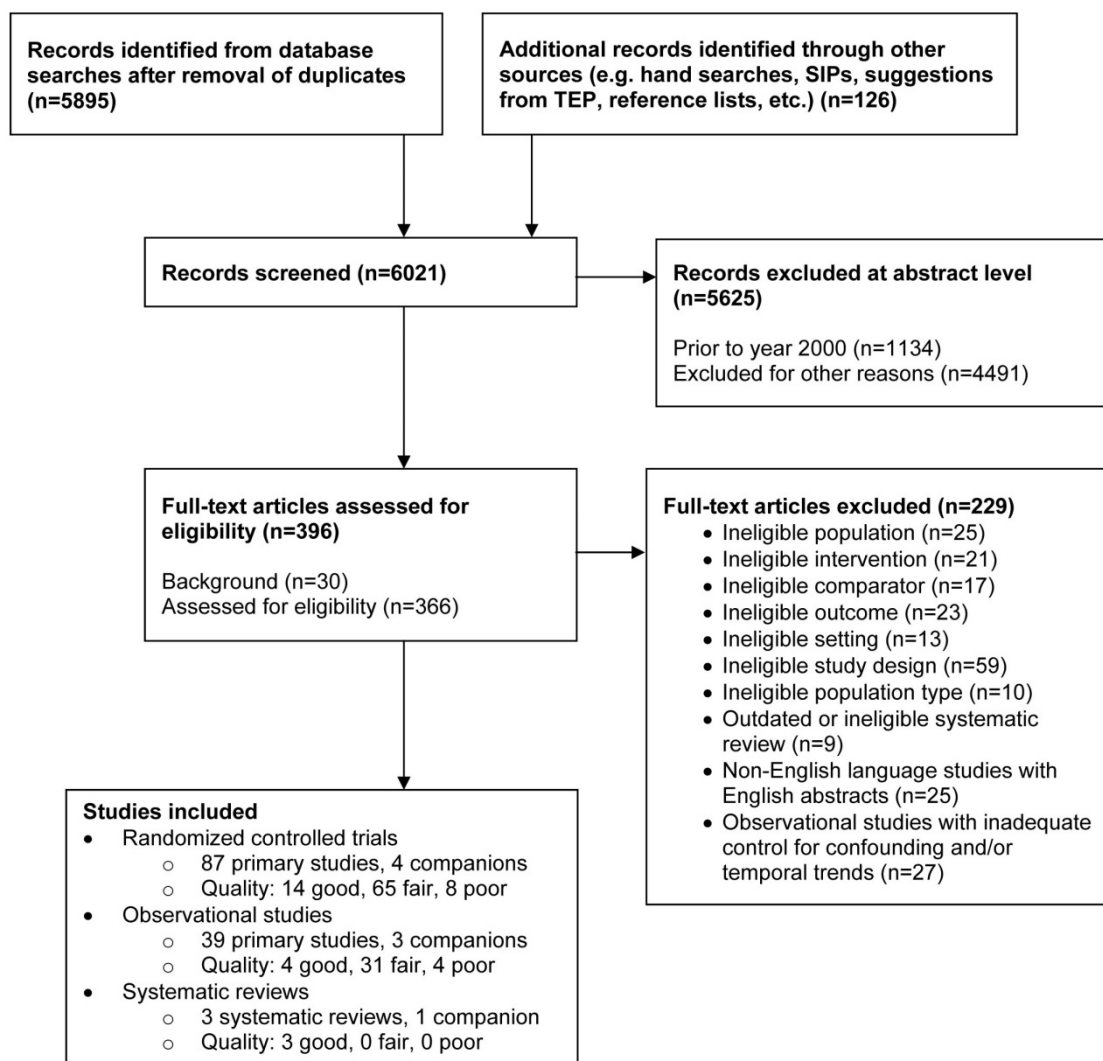 Records identified from database
searches after removal of duplicates
(n=5895)
Additional records identified through other
sources (e.g. hand searches, SIPs, suggestions
from TEP, reference lists, etc.) (n=126)
Records screened (n=6021)
Records excluded at abstract level
(n=5625)
Prior to year 2000 (n=1134)
Excluded for other reasons (n=4491)
Full-text articles assessed for
eligibility (n=396)
Background (n=30)
Assessed for eligibility (n=366)
Full-text articles excluded (n=229)
• Ineligible population (n=25)
• Ineligible intervention (n=21)
• Ineligible comparator (n=17)
• Ineligible outcome (n=23)
• Ineligible setting (n=13)
• Ineligible study design (n=59)
• Ineligible population type (n=10)
• Outdated or ineligible systematic
review (n=9)
• Non-English language studies with
English abstracts (n=25)
• Observational studies with inadequate
control for confounding and/or
temporal trends (n=27)
Studies included
• Randomized controlled trials
o 87 primary studies, 4 companions
o Quality: 14 good, 65 fair, 8 poor
• Observational studies
o 39 primary studies, 3 companions
o Quality: 4 good, 31 fair, 4 poor
• Systematic reviews
o 3 systematic reviews, 1 companion
o Quality: 3 good, 0 fair, 0 poor